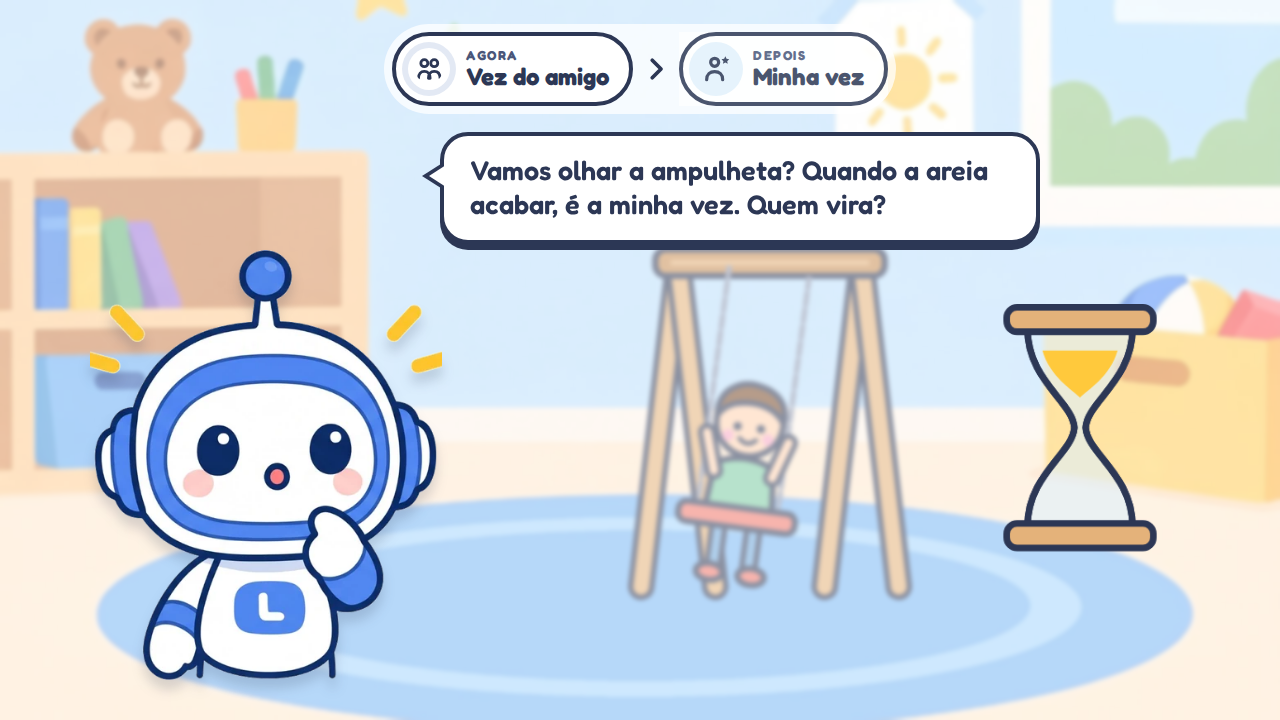 AGORA
Vez do amigo
DEPOIS
Minha vez
Vamos olhar a ampulheta? Quando a areia
acabar, é a minha vez. Quem vira?
L